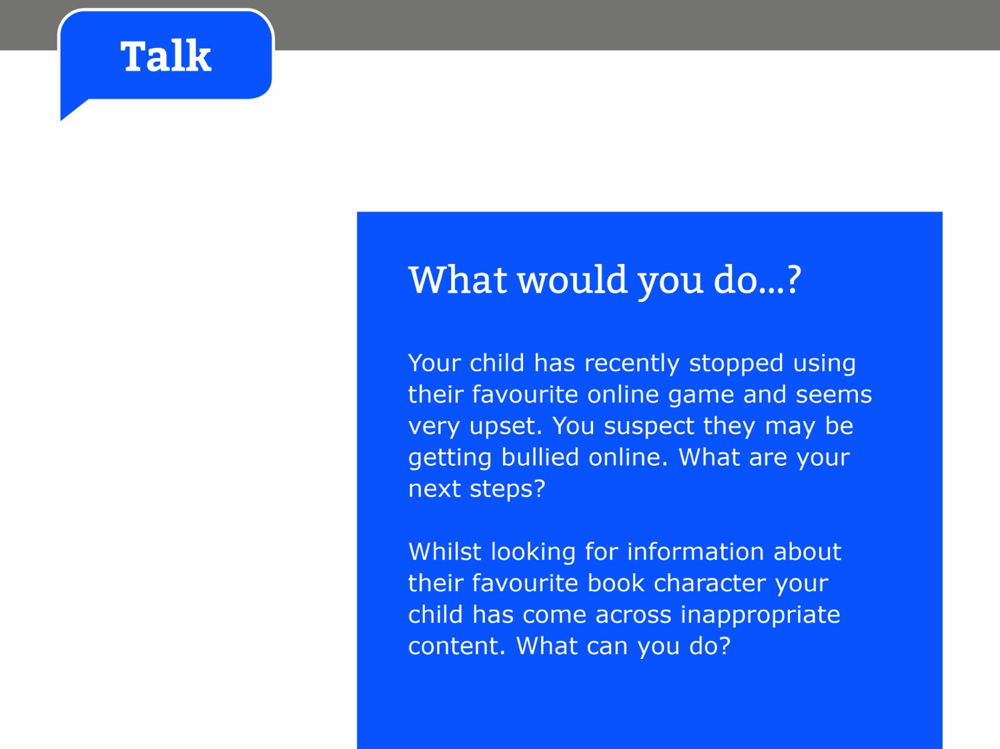 Talk
What would you do...?
Your child has recently stopped using
their favourite online game and seems
very upset. You suspect they may be
getting bullied online. What are your
next steps?
Whilst looking for information about
their favourite book character your
child has come across inappropriate
content. What can you do?